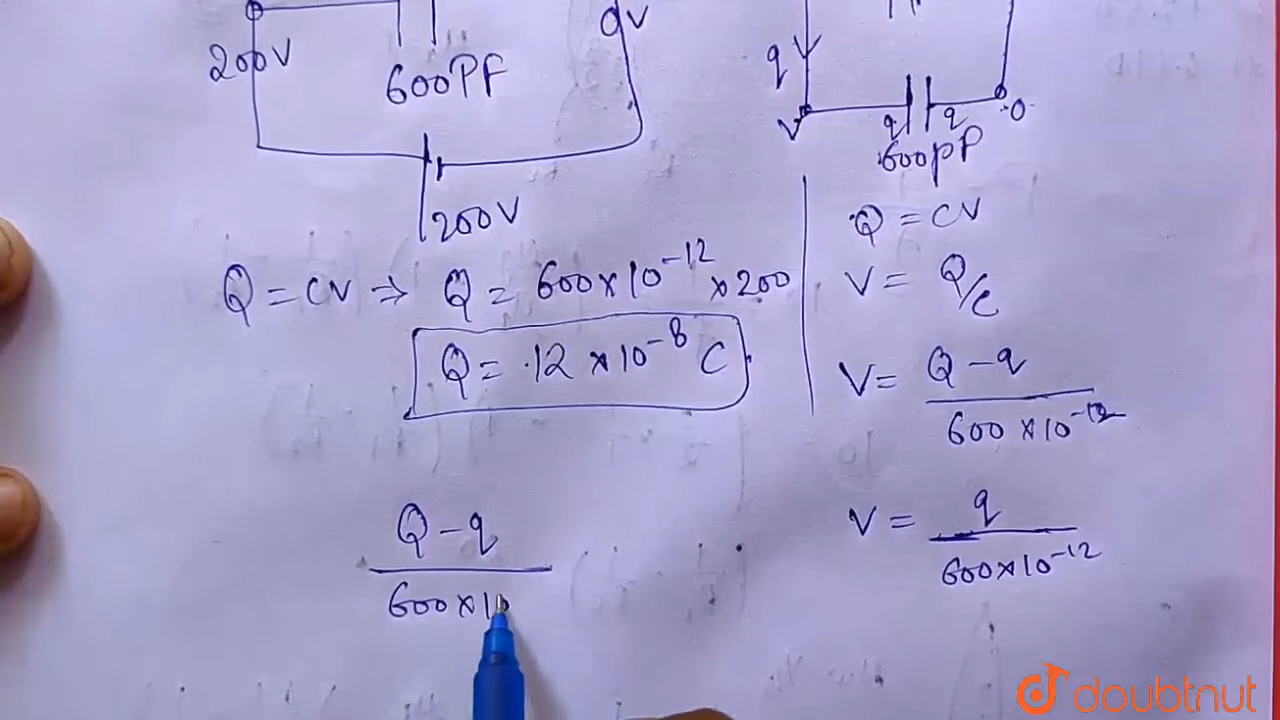 200V
600PF
0V
200V
q
V
q q
0
600pF
Q = CV ⇒ Q = 600×10⁻¹² ×200
Q = .12 ×10⁻⁸ C
Q = CV
V = Q/C
V = Q - q / 600 ×10⁻¹²
V = q / 600×10⁻¹²
Q - q
600×10
doubtnut